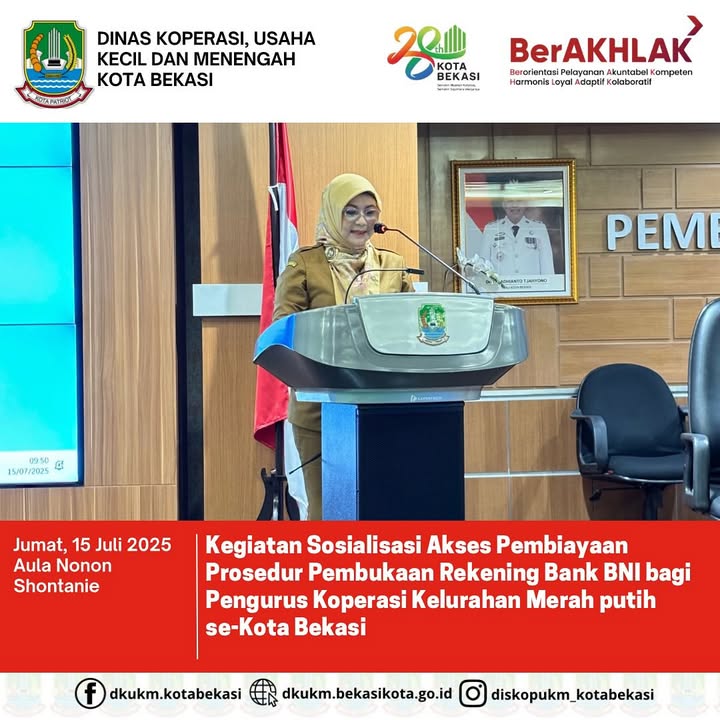 DINAS KOPERASI, USAHA
KECIL DAN MENENGAH
KOTA BEKASI
KOTA PATRIOT
28th
KOTA
BEKASI
BerAKHLAK
Berorientasi Pelayanan Akuntabel Kompeten
Harmonis Loyal Adaptif Kolaboratif
PEMB
09:50
15/07/2025
Jumat, 15 Juli 2025
Aula Nonon
Shontanie
Kegiatan Sosialisasi Akses Pembiayaan
Prosedur Pembukaan Rekening Bank BNI bagi
Pengurus Koperasi Kelurahan Merah putih
se-Kota Bekasi
dkukm.kotabekasi
dkukm.bekasikota.go.id
diskopukm_kotabekasi